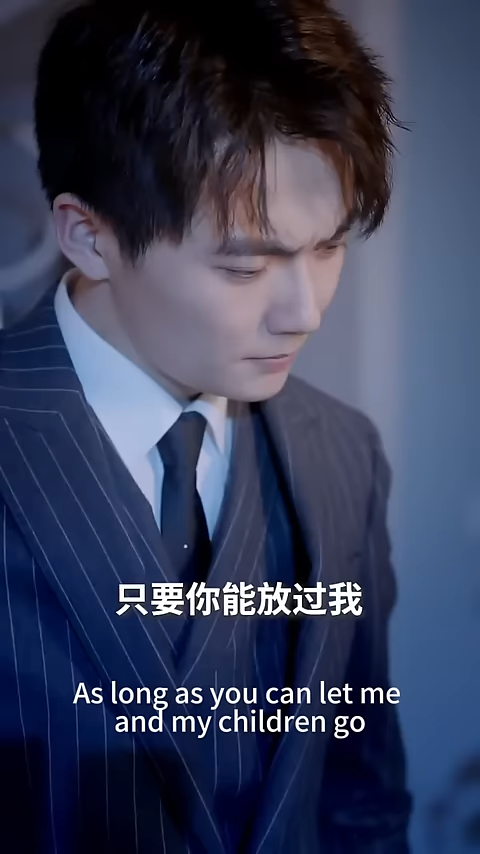 只要你能放过我
As long as you can let me
and my children go